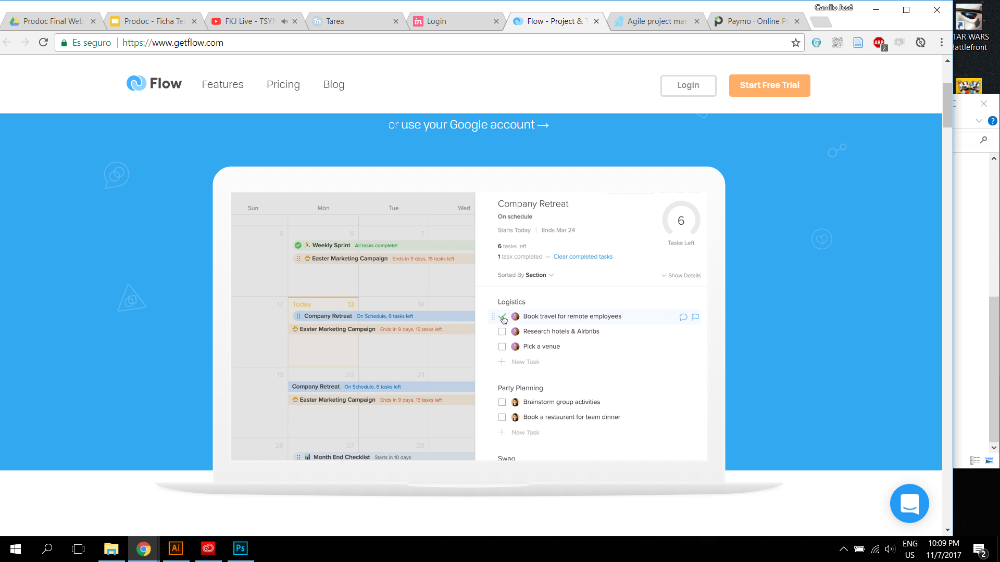 Camilo José
Prodoc Final Web
Prodoc - Ficha Te
FKJ Live - TSYN
Tarea
in Login
Flow - Project & T
Agile project man
Paymo · Online P
Es seguro
https://www.getflow.com
ABP
2
TAR WARS
Battlefront
Flow
Features
Pricing
Blog
Login
Start Free Trial
or use your Google account →
Sun
Mon
Tue
Wed
5
6
7
Weekly Sprint All tasks complete!
Easter Marketing Campaign Ends in 9 days, 15 tasks left
12
Today 13
14
Company Retreat On Schedule, 6 tasks left
Easter Marketing Campaign Ends in 9 days, 15 tasks left
19
20
21
Company Retreat On Schedule, 6 tasks left
Easter Marketing Campaign Ends in 9 days, 15 tasks left
26
27
28
Month End Checklist Starts in 10 days
Company Retreat
On schedule
Starts Today | Ends Mar 24
6
Tasks Left
6 tasks left
1 task completed — Clear completed tasks
Sorted By Section
Show Details
Logistics
Book travel for remote employees
Research hotels & Airbnbs
Pick a venue
+ New Task
Party Planning
Brainstorm group activities
Book a restaurant for team dinner
+ New Task
Swag
?
Ai
Ps
ENG
US
10:09 PM
11/7/2017
2